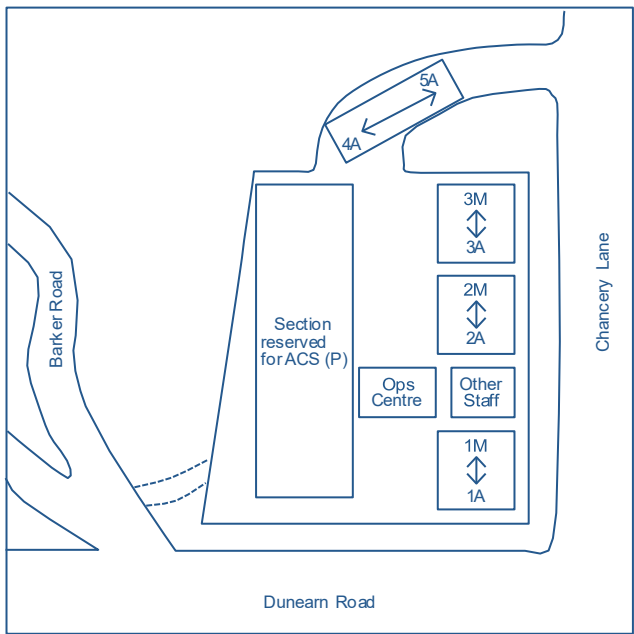 5A
4A
3M
3A
2M
2A
Section
reserved
for ACS (P)
Ops
Centre
Other
Staff
1M
1A
Barker Road
Chancery Lane
Dunearn Road